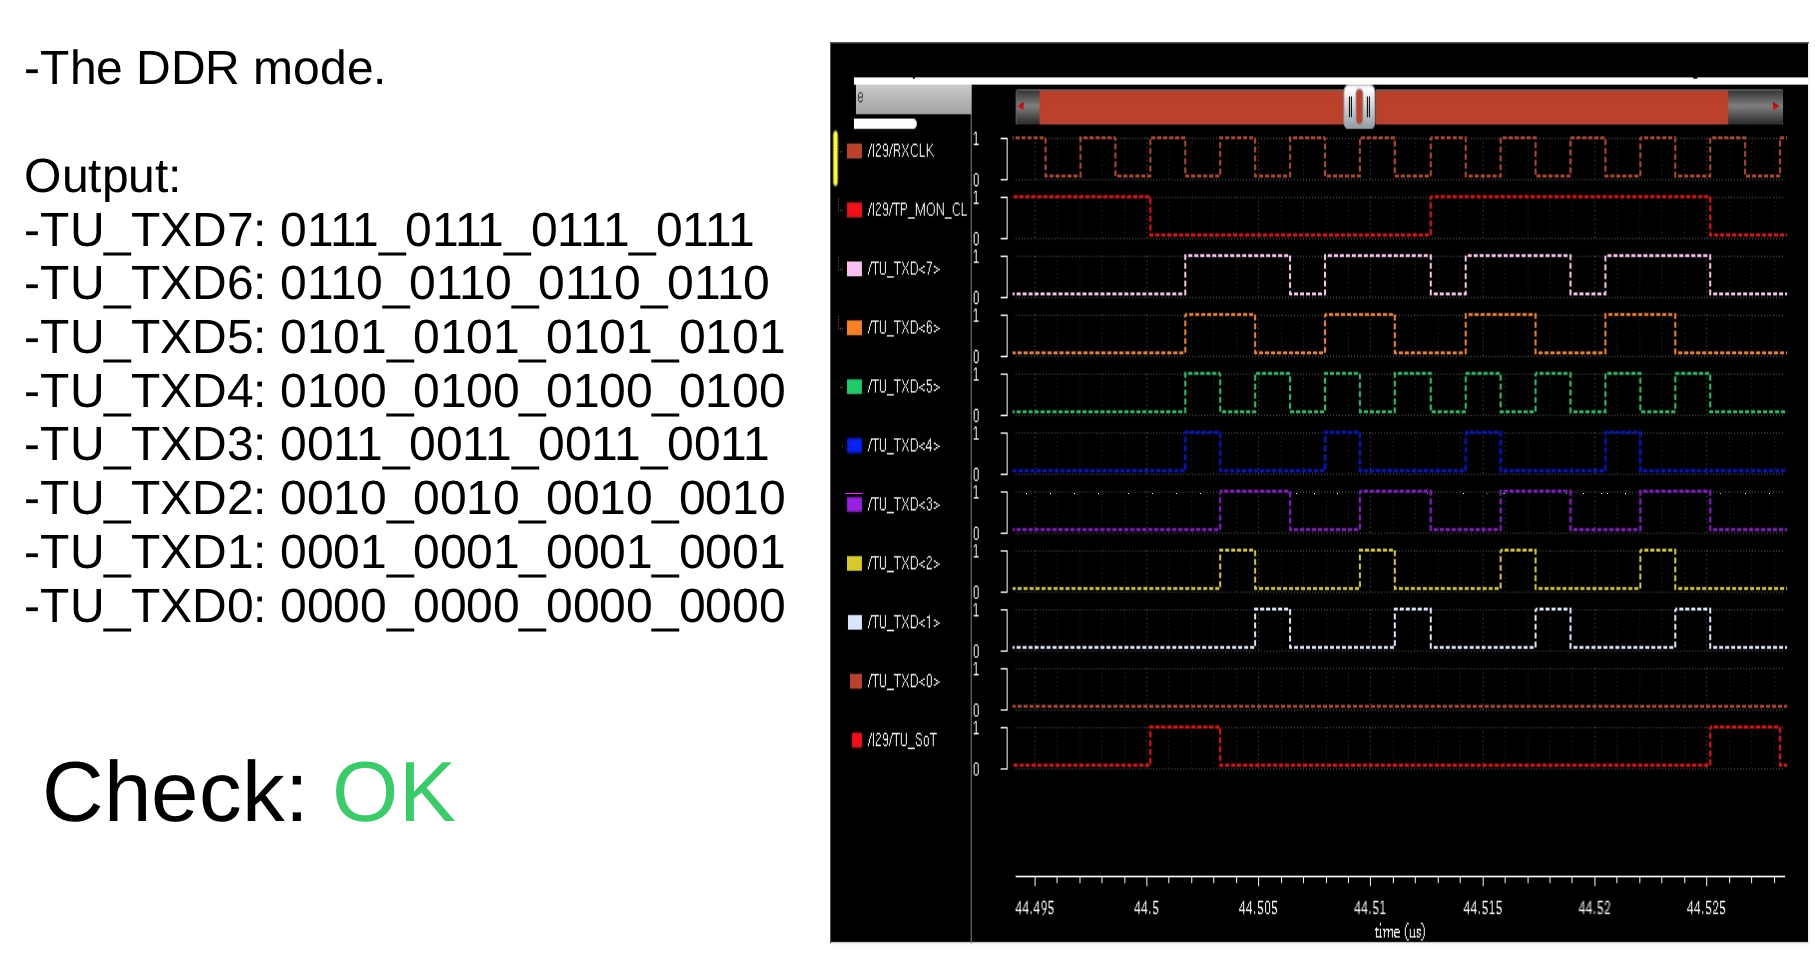 -The DDR mode.
Output:
-TU_TXD7: 0111_0111_0111_0111
-TU_TXD6: 0110_0110_0110_0110
-TU_TXD5: 0101_0101_0101_0101
-TU_TXD4: 0100_0100_0100_0100
-TU_TXD3: 0011_0011_0011_0011
-TU_TXD2: 0010_0010_0010_0010
-TU_TXD1: 0001_0001_0001_0001
-TU_TXD0: 0000_0000_0000_0000
Check: OK
e
/I29/RXCLK
1
0
/I29/TP_MON_CL
1
0
/TU_TXD<7>
1
0
/TU_TXD<6>
1
0
/TU_TXD<5>
1
0
/TU_TXD<4>
1
0
/TU_TXD<3>
1
0
/TU_TXD<2>
1
0
/TU_TXD<1>
1
0
/TU_TXD<0>
1
0
/I29/TU_SoT
1
0
44.495 44.5 44.505 44.51 44.515 44.52 44.525
time (us)